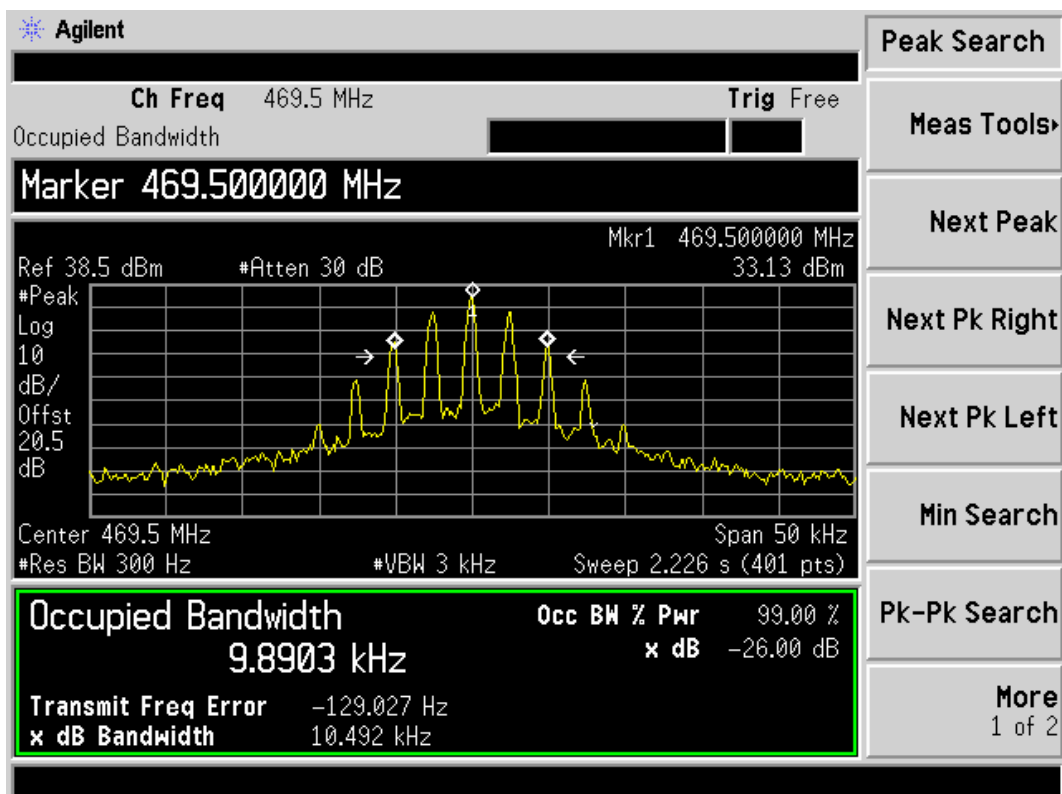 Agilent
Peak Search
Ch Freq 469.5 MHz Trig Free
Occupied Bandwidth
Meas Tools
Marker 469.500000 MHz
Next Peak
Mkr1 469.500000 MHz
Ref 38.5 dBm #Atten 30 dB 33.13 dBm
#Peak
Log
10
dB/
Offst
20.5
dB
1
Next Pk Right
Next Pk Left
Min Search
Center 469.5 MHz Span 50 kHz
#Res BW 300 Hz #VBW 3 kHz Sweep 2.226 s (401 pts)
Occupied Bandwidth Occ BW % Pwr 99.00 %
9.8903 kHz x dB -26.00 dB
Pk-Pk Search
Transmit Freq Error -129.027 Hz
x dB Bandwidth 10.492 kHz
More
1 of 2